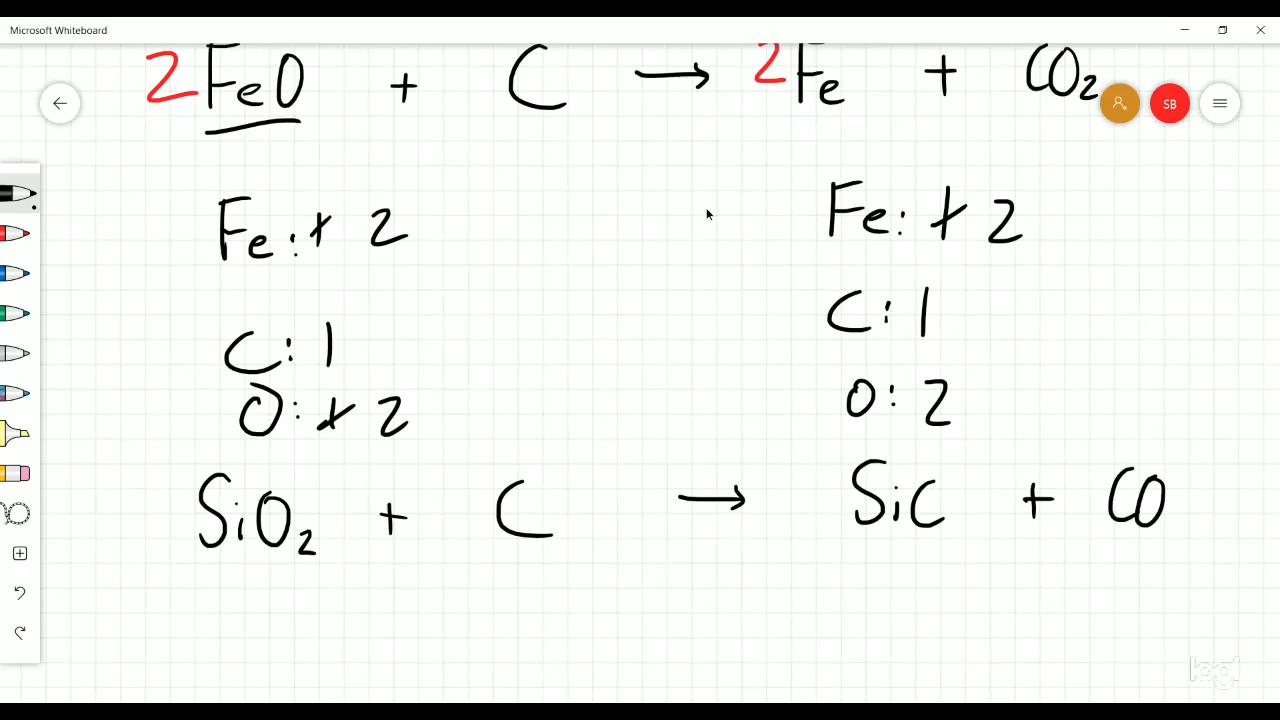 Microsoft Whiteboard
2FeO + C → 2Fe + CO₂
SB
Fe: 1 2
Fe: 1 2
C: 1
C: 1
O: 1 2
O: 2
SiO₂ + C → SiC + CO